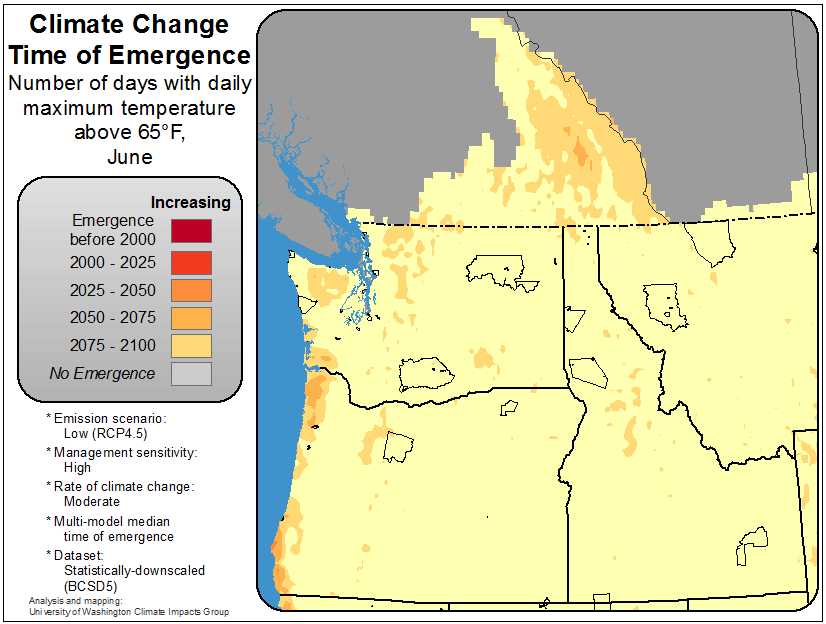 Climate Change
Time of Emergence
Number of days with daily
maximum temperature
above 65°F,
June
Increasing
Emergence
before 2000
2000 - 2025
2025 - 2050
2050 - 2075
2075 - 2100
No Emergence
* Emission scenario:
Low (RCP4.5)
* Management sensitivity:
High
* Rate of climate change:
Moderate
* Multi-model median
time of emergence
* Dataset:
Statistically-downscaled
(BCSD5)
Analysis and mapping:
University of Washington Climate Impacts Group